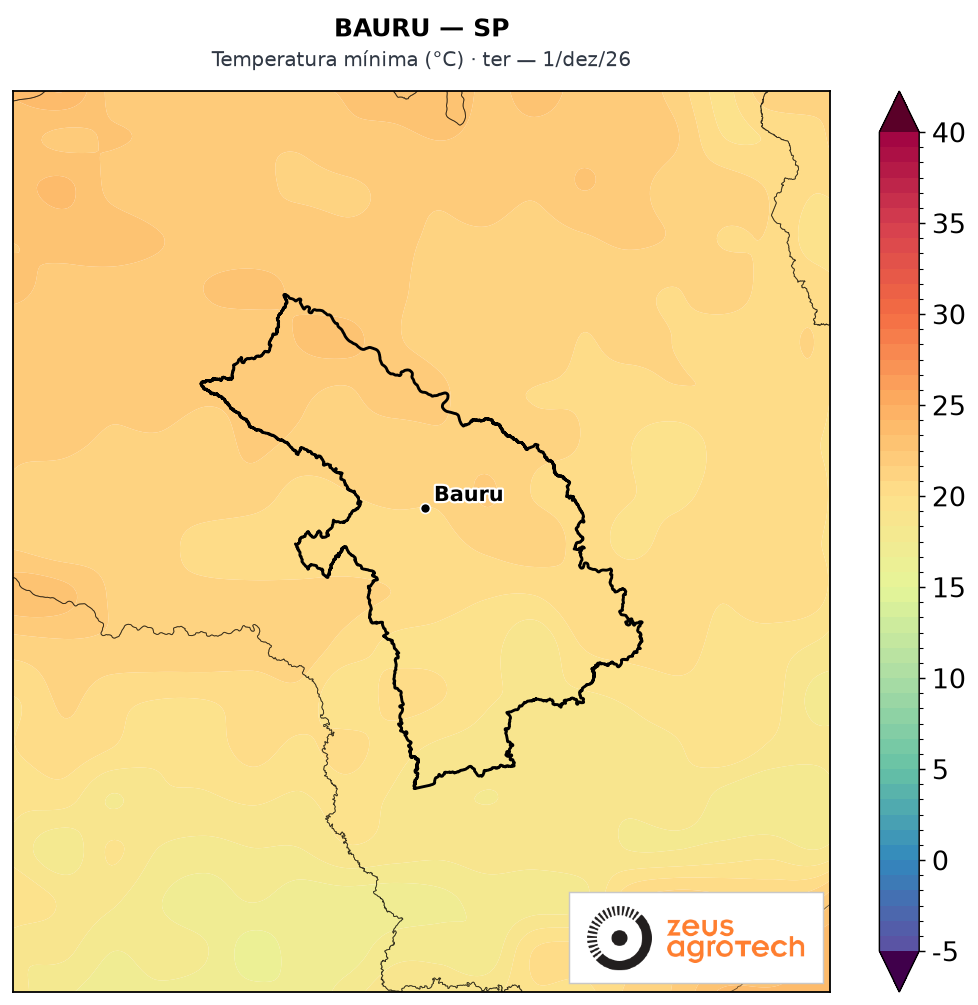 BAURU — SP
Temperatura mínima (°C) · ter — 1/dez/26
Bauru
40
35
30
25
20
15
10
5
0
-5
zeus
agrotech